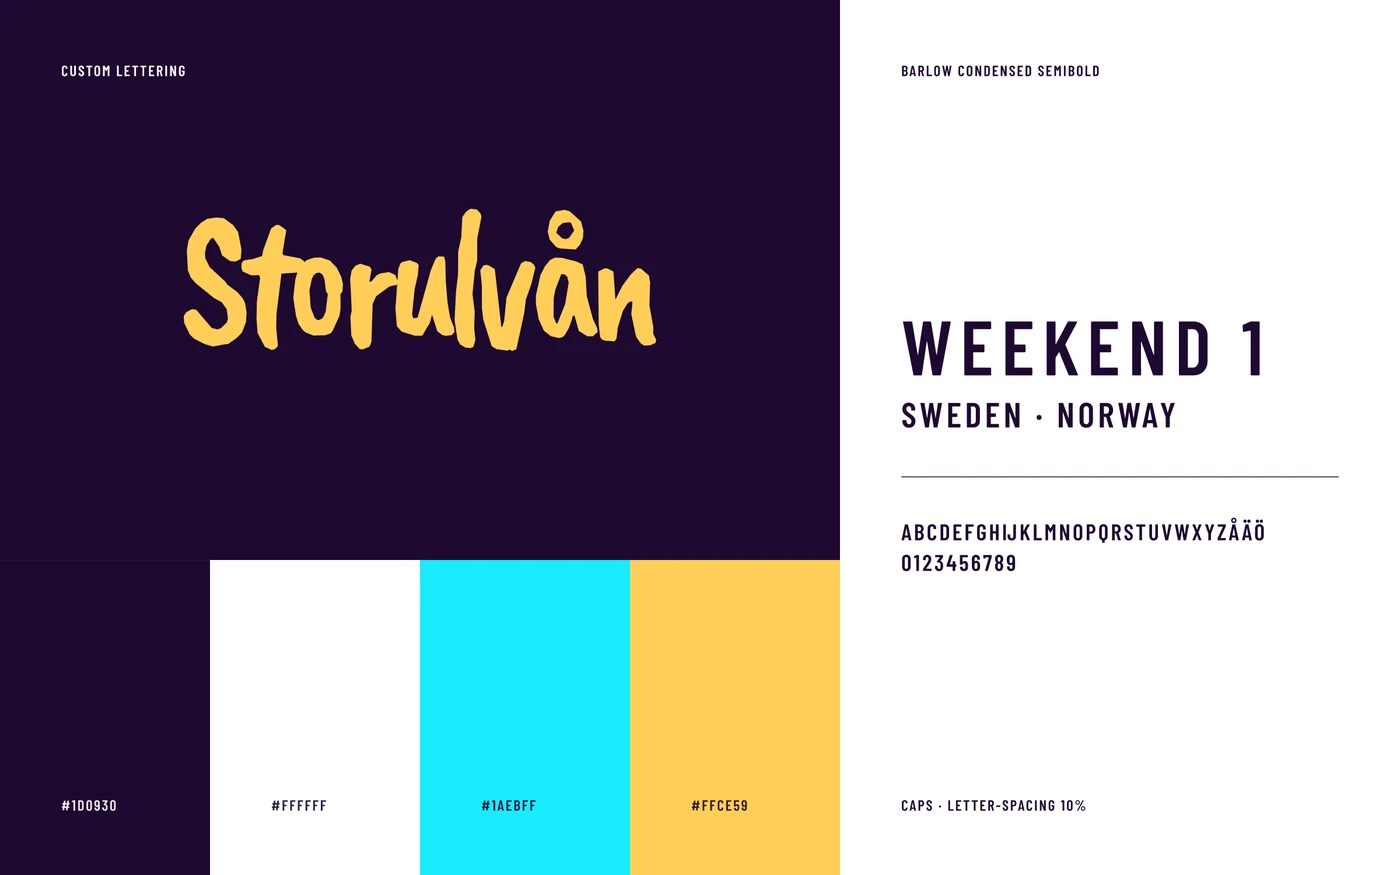 CUSTOM LETTERING
Storulvån
#1D0930
#FFFFFF
#1AEBFF
#FFCE59
BARLOW CONDENSED SEMIBOLD
WEEKEND 1
SWEDEN · NORWAY
ABCDEFGHIJKLMNOPQRSTUVWXYZÅÄÖ
0123456789
CAPS · LETTER-SPACING 10%